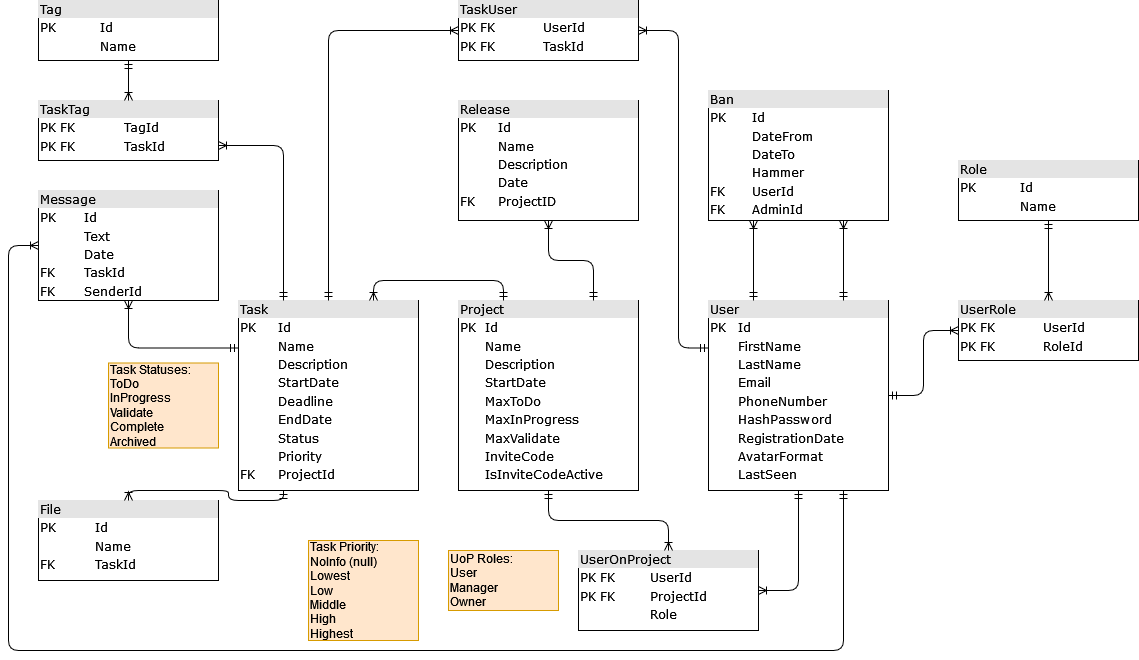 Tag
PK Id
Name
TaskTag
PK FK TagId
PK FK TaskId
Message
PK Id
Text
Date
FK TaskId
FK SenderId
TaskUser
PK FK UserId
PK FK TaskId
Release
PK Id
Name
Description
Date
FK ProjectID
Ban
PK Id
DateFrom
DateTo
Hammer
FK UserId
FK AdminId
Role
PK Id
Name
Task
PK Id
Name
Description
StartDate
Deadline
EndDate
Status
Priority
FK ProjectId
Project
PK Id
Name
Description
StartDate
MaxToDo
MaxInProgress
MaxValidate
InviteCode
IsInviteCodeActive
User
PK Id
FirstName
LastName
Email
PhoneNumber
HashPassword
RegistrationDate
AvatarFormat
LastSeen
UserRole
PK FK UserId
PK FK RoleId
Task Statuses:
ToDo
InProgress
Validate
Complete
Archived
File
PK Id
Name
FK TaskId
Task Priority:
NoInfo (null)
Lowest
Low
Middle
High
Highest
UoP Roles:
User
Manager
Owner
UserOnProject
PK FK UserId
PK FK ProjectId
Role